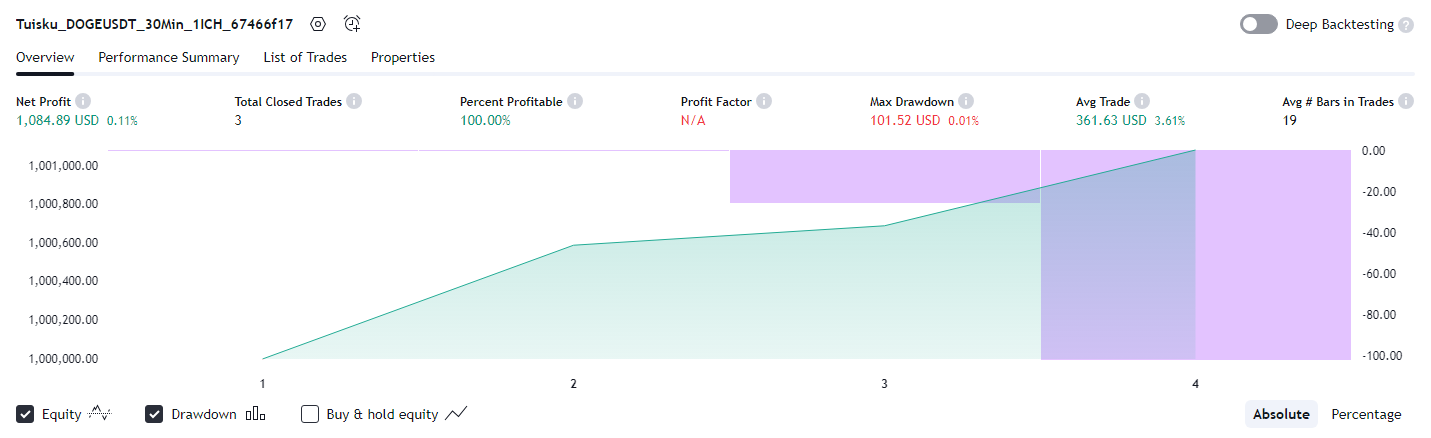 Tuisku_DOGEUSDT_30Min_1ICH_67466f17 Deep Backtesting ?
Overview Performance Summary List of Trades Properties
Net Profit i Total Closed Trades i Percent Profitable i Profit Factor i Max Drawdown i Avg Trade i Avg # Bars in Trades i
1,084.89 USD 0.11% 3 100.00% N/A 101.52 USD 0.01% 361.63 USD 3.61% 19
1,001,000.00 0.00
1,000,800.00 -20.00
1,000,600.00 -40.00
1,000,400.00 -60.00
1,000,200.00 -80.00
1,000,000.00 -100.00
1 2 3 4
Equity Drawdown Buy & hold equity Absolute Percentage